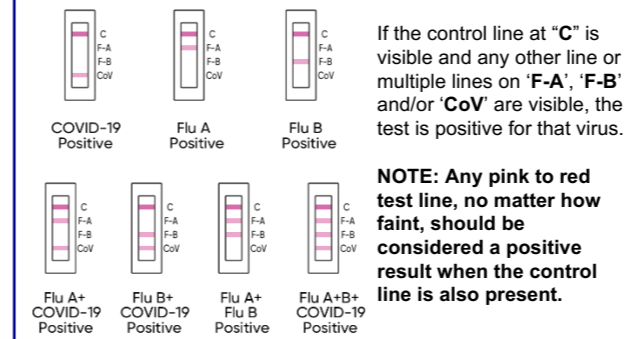 C
F-A
F-B
CoV
COVID-19
Positive
C
F-A
F-B
CoV
Flu A
Positive
C
F-A
F-B
CoV
Flu B
Positive
If the control line at “C” is
visible and any other line or
multiple lines on ‘F-A’, ‘F-B’
and/or ‘CoV’ are visible, the
test is positive for that virus.
C
F-A
F-B
CoV
Flu A+
COVID-19
Positive
C
F-A
F-B
CoV
Flu B+
COVID-19
Positive
C
F-A
F-B
CoV
Flu A+
Flu B
Positive
C
F-A
F-B
CoV
Flu A+B+
COVID-19
Positive
NOTE: Any pink to red
test line, no matter how
faint, should be
considered a positive
result when the control
line is also present.